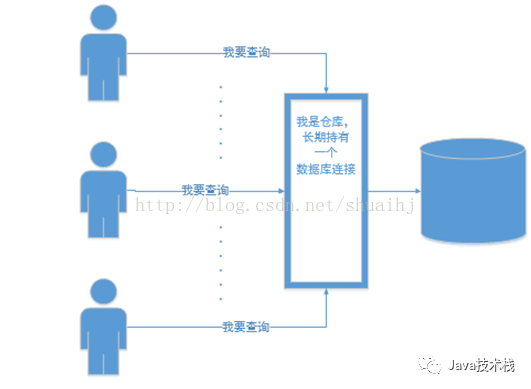 我要查询
我是仓库，
长期持有
一个
数据库连接
我要查询
http://blog.csdn.net/shuaihj
我要查询
Java技术栈